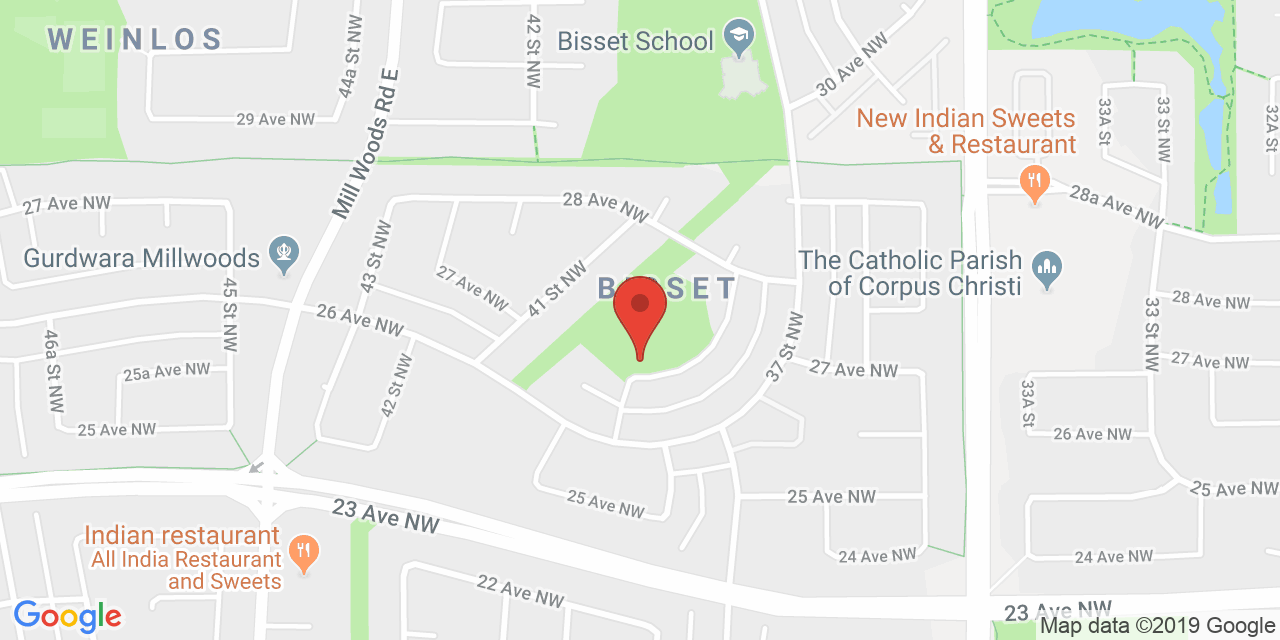 WEINLOS
44a St NW
42 St NW
Bisset School
30 Ave NW
29 Ave NW
Mill Woods Rd E
New Indian Sweets
& Restaurant
33A St
33 St NW
32A St
27 Ave NW
28 Ave NW
28a Ave NW
Gurdwara Millwoods
43 St NW
The Catholic Parish
of Corpus Christi
45 St NW
27 Ave NW
41 St NW
28 Ave NW
26 Ave NW
37 St NW
33 St NW
46a St NW
25a Ave NW
42 St NW
27 Ave NW
27 Ave NW
33A St
25 Ave NW
26 Ave NW
25 Ave NW
25 Ave NW
25 Ave NW
23 Ave NW
Indian restaurant
All India Restaurant
and Sweets
24 Ave NW
24 Ave NW
22 Ave NW
23 Ave NW
Google
Map data ©2019 Google